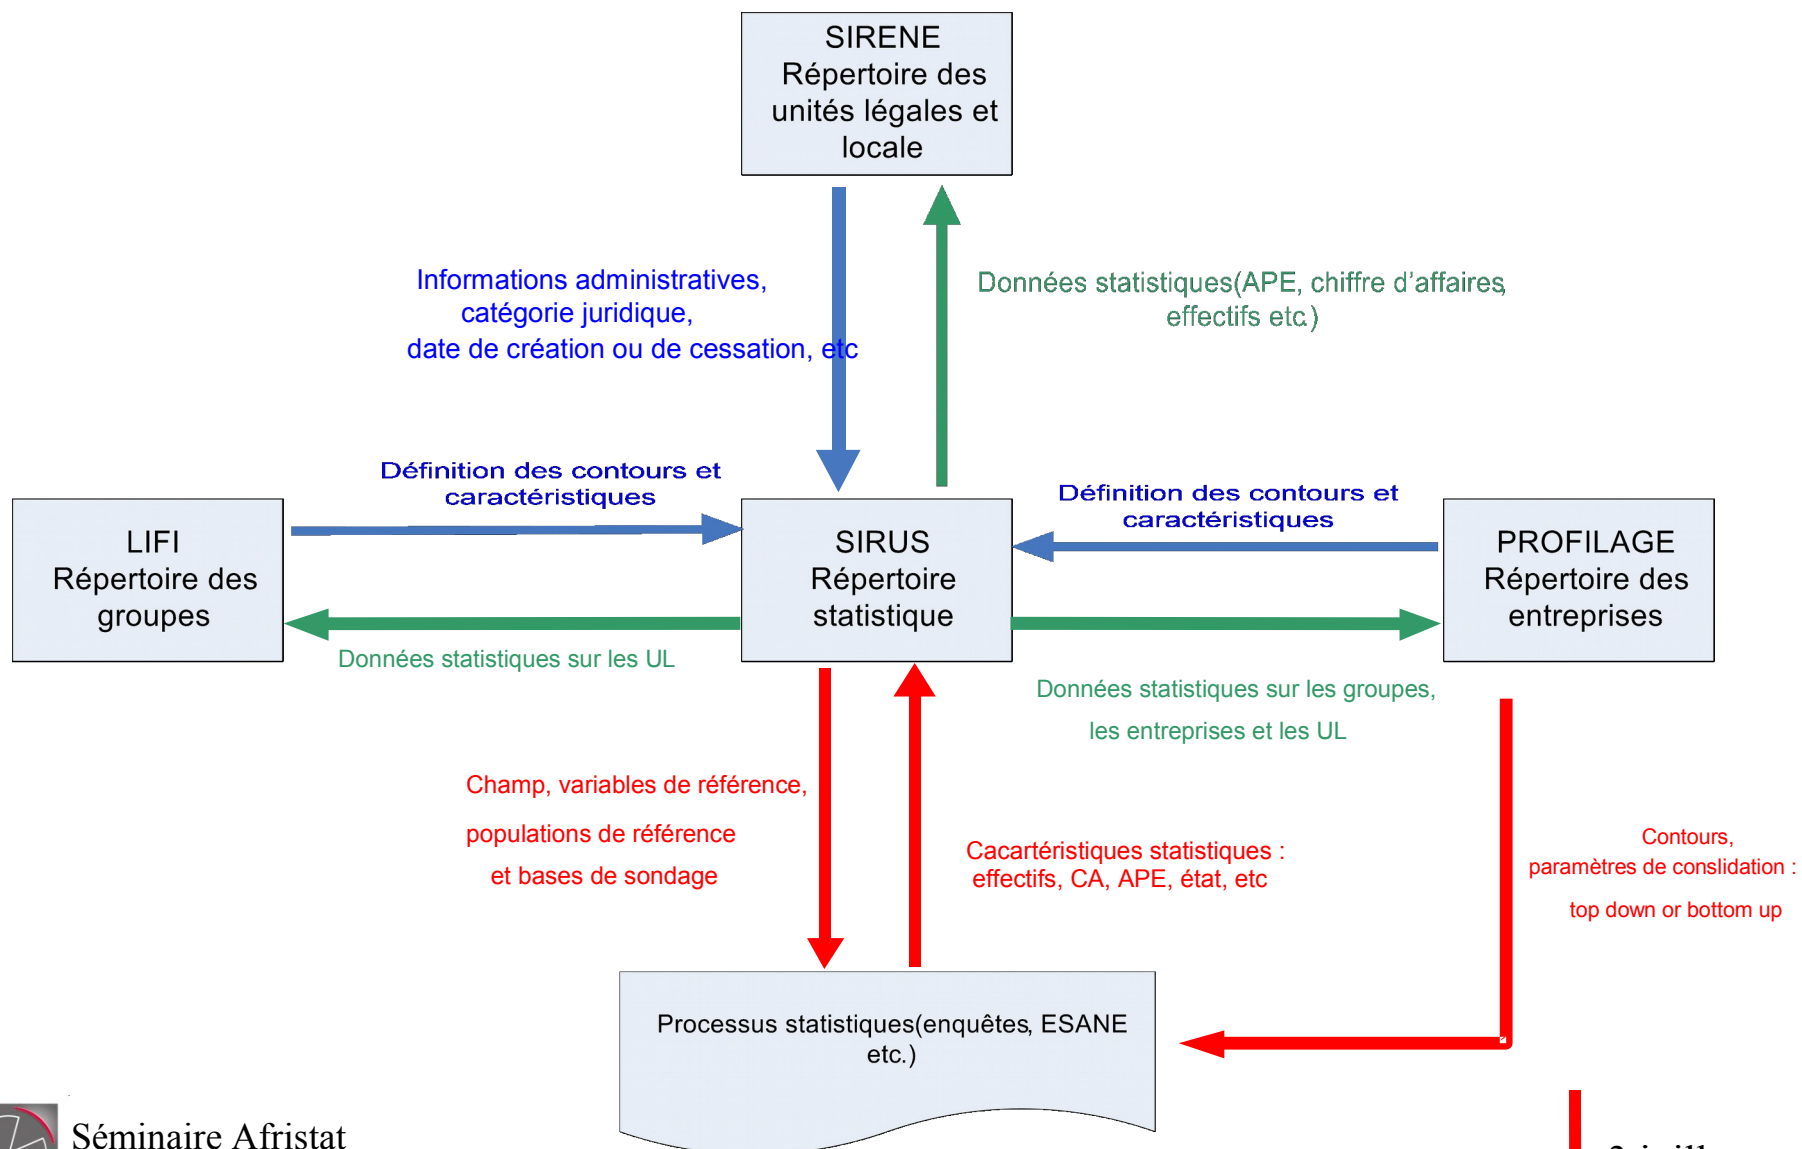 SIRENE
Répertoire des
unités légales et
locale
Informations administratives,
catégorie juridique,
date de création ou de cessation, etc
Données statistiques(APE, chiffre d'affaires,
effectifs etc.)
Définition des contours et
caractéristiques
Définition des contours et
caractéristiques
LIFI
Répertoire des
groupes
SIRUS
Répertoire
statistique
PROFILAGE
Répertoire des
entreprises
Données statistiques sur les UL
Données statistiques sur les groupes,
les entreprises et les UL
Champ, variables de référence,
populations de référence
et bases de sondage
Cacartéristiques statistiques :
effectifs, CA, APE, état, etc
Contours,
paramètres de conslidation :
top down or bottom up
Processus statistiques(enquêtes, ESANE
etc.)
Séminaire Afristat